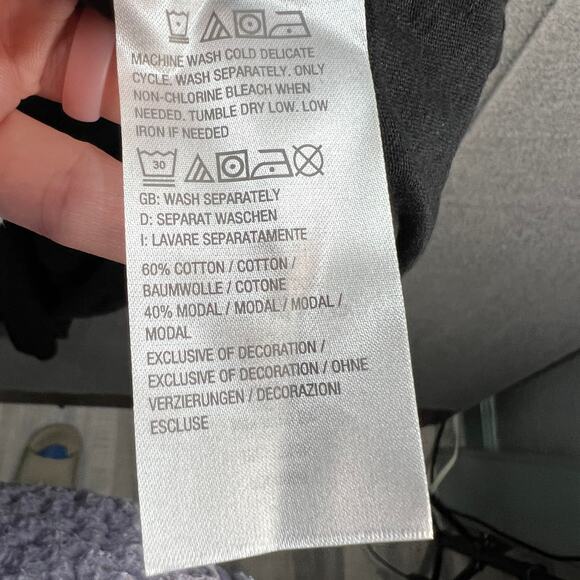 MACHINE WASH COLD DELICATE
CYCLE. WASH SEPARATELY. ONLY
NON-CHLORINE BLEACH WHEN
NEEDED. TUMBLE DRY LOW. LOW
IRON IF NEEDED
30
GB: WASH SEPARATELY
D: SEPARAT WASCHEN
I: LAVARE SEPARATAMENTE
60% COTTON / COTTON /
BAUMWOLLE / COTONE
40% MODAL / MODAL / MODAL /
MODAL
EXCLUSIVE OF DECORATION /
EXCLUSIVE OF DECORATION / OHNE
VERZIERUNGEN / DECORAZIONI
ESCLUSE